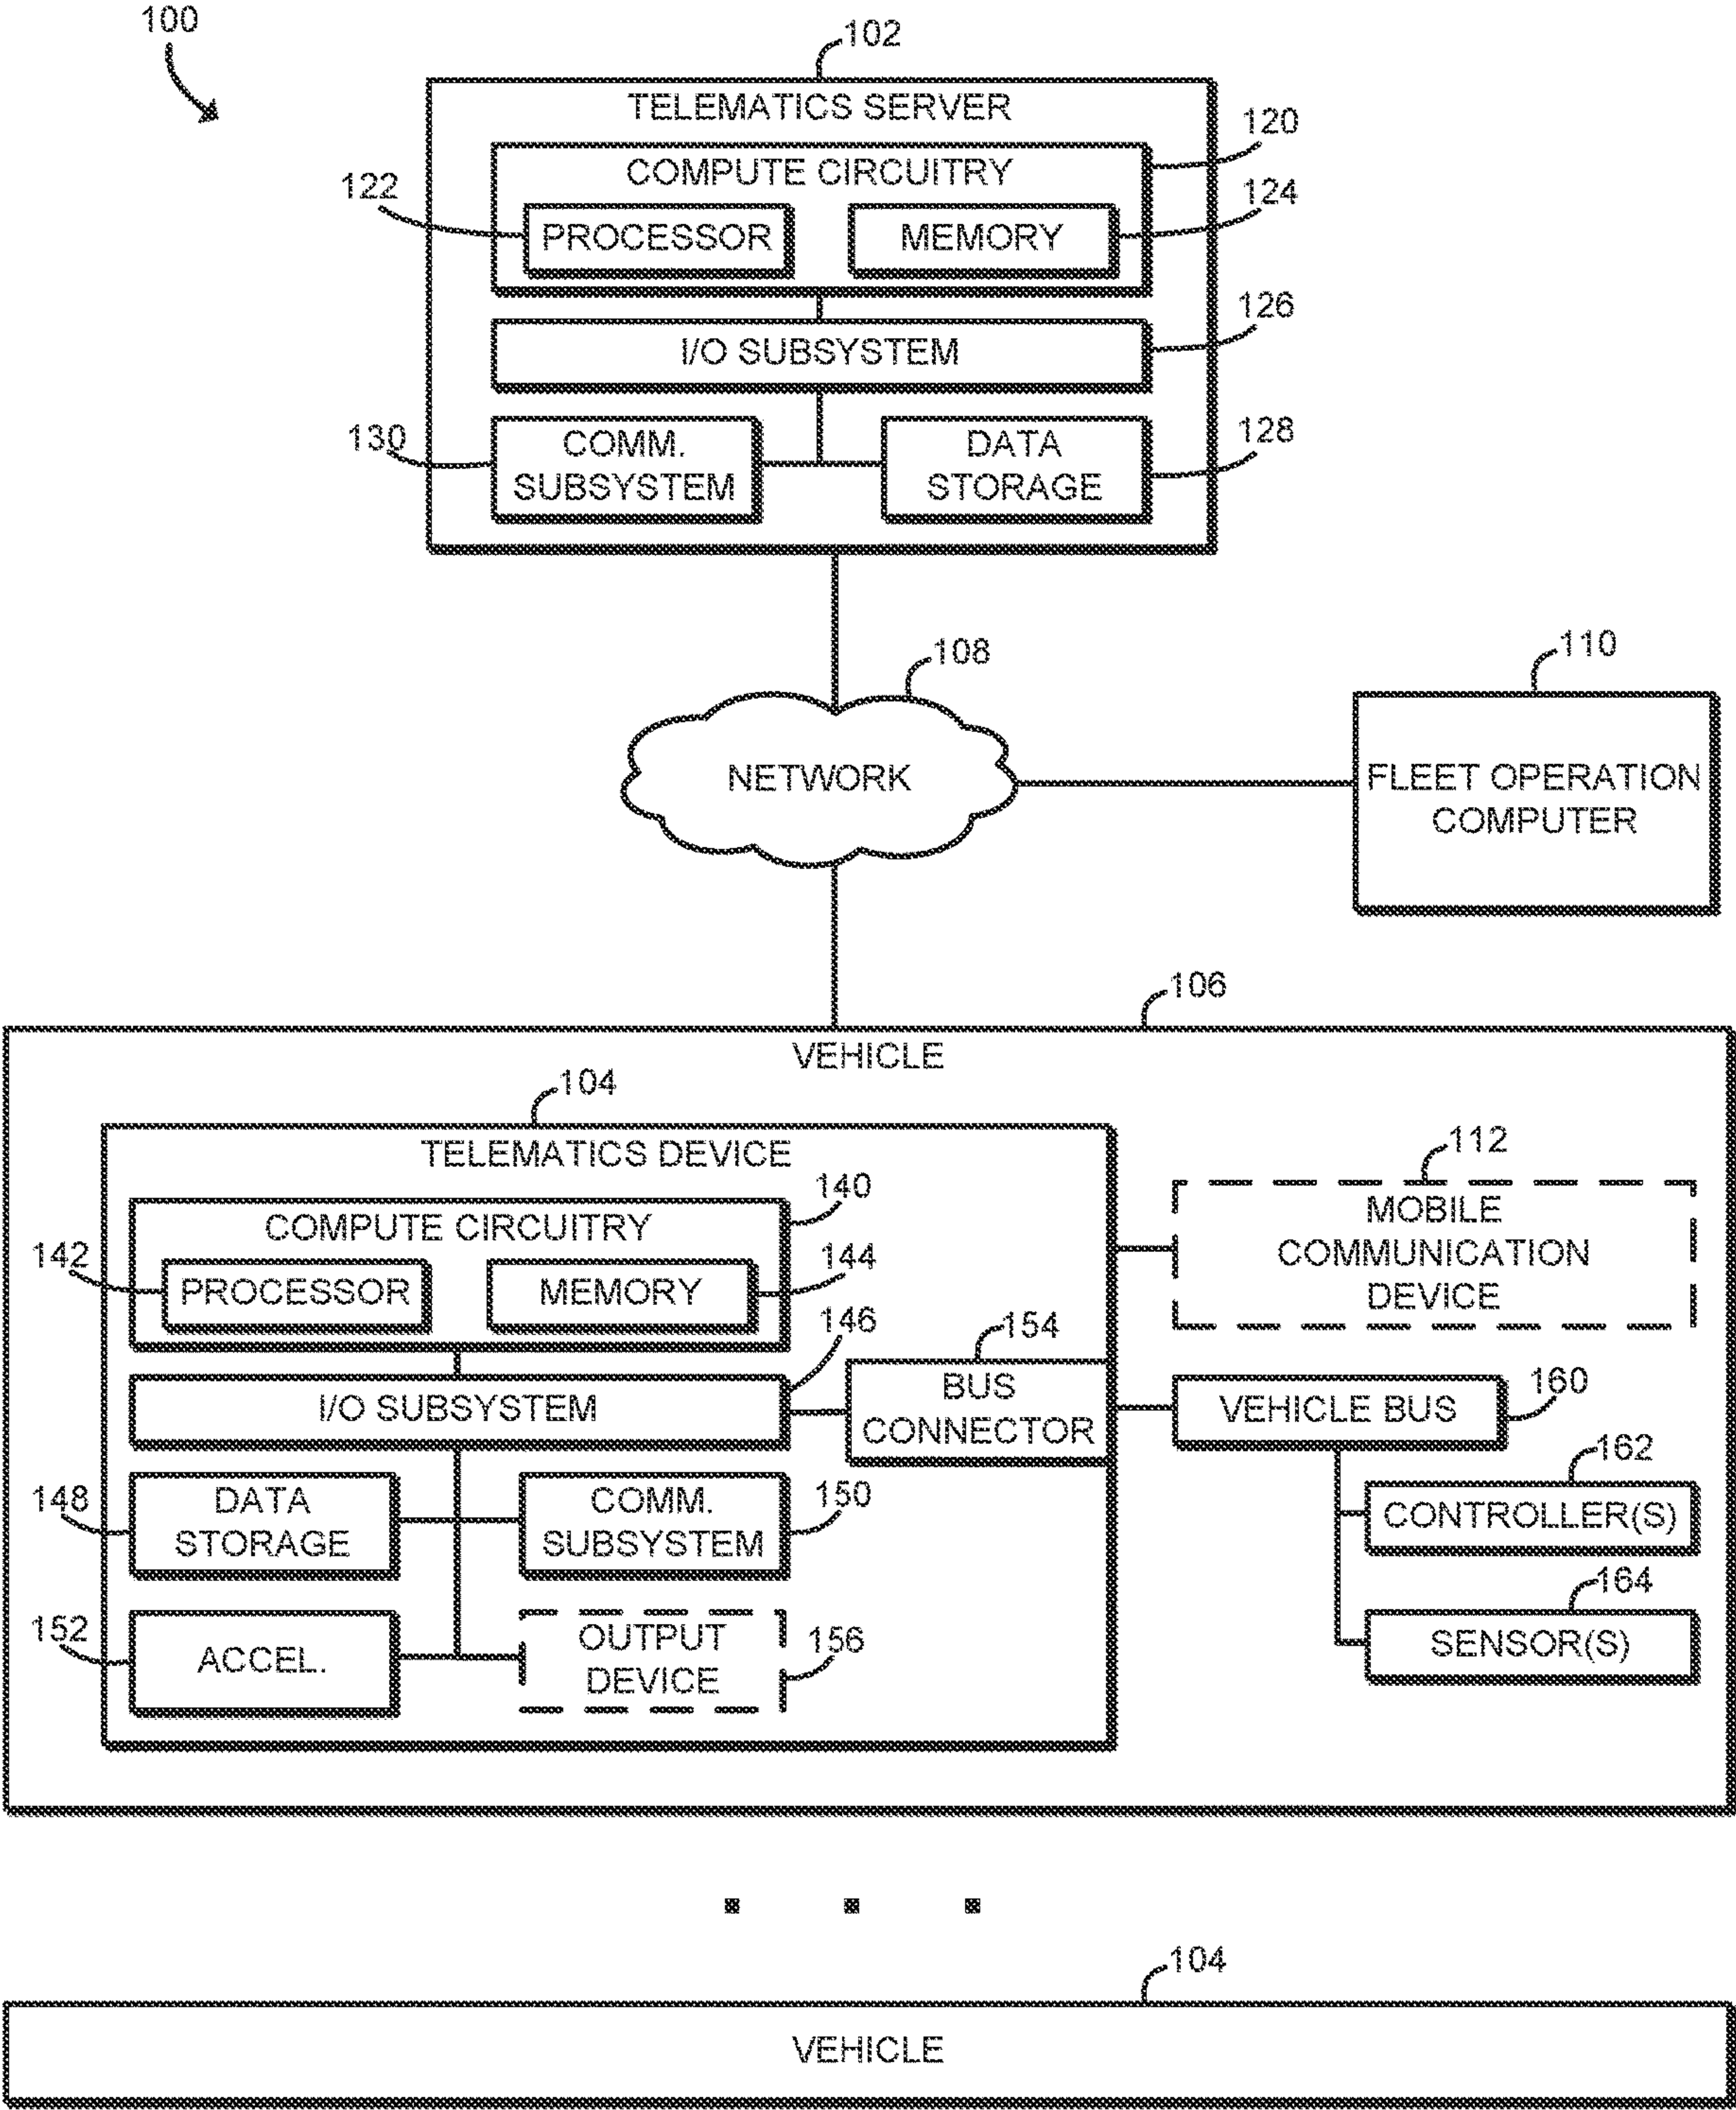 100
102
TELEMATICS SERVER
120
COMPUTE CIRCUITRY
122
124
PROCESSOR
MEMORY
126
I/O SUBSYSTEM
130
COMM.
SUBSYSTEM
DATA
STORAGE
128
108
NETWORK
110
FLEET OPERATION
COMPUTER
106
VEHICLE
104
TELEMATICS DEVICE
140
COMPUTE CIRCUITRY
142
144
PROCESSOR
MEMORY
146
I/O SUBSYSTEM
154
BUS
CONNECTOR
148
DATA
STORAGE
COMM.
SUBSYSTEM
150
152
ACCEL.
OUTPUT
DEVICE
156
112
MOBILE
COMMUNICATION
DEVICE
VEHICLE BUS
160
162
CONTROLLER(S)
164
SENSOR(S)
104
VEHICLE